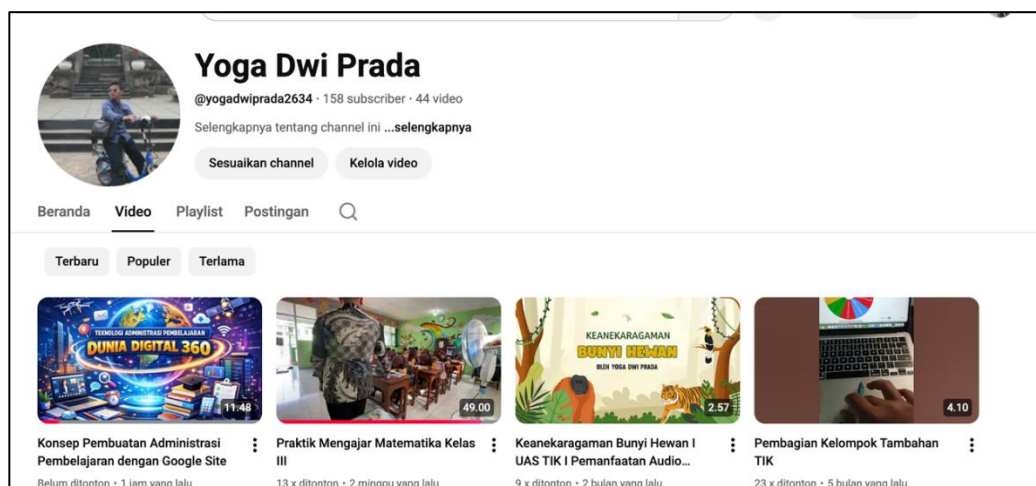 Yoga Dwi Prada
@yogadwiprada2634 · 158 subscriber · 44 video
Selengkapnya tentang channel ini ...selengkapnya
Sesuaikan channel
Kelola video
Beranda
Video
Playlist
Postingan
Terbaru
Populer
Terlama
TEKNOLOGI ADMINISTRASI PEMBELAJARAN
DUNIA DIGITAL 360
11.48
49.00
KEANEKARAGAMAN
BUNYI HEWAN
OLEH YOGA DWI PRADA
2.57
4.10
Konsep Pembuatan Administrasi
Pembelajaran dengan Google Site
Belum ditonton • 1 jam yang lalu
Praktik Mengajar Matematika Kelas
III
13 x ditonton • 2 minggu yang lalu
Keanekaragaman Bunyi Hewan I
UAS TIK I Pemanfaatan Audio...
9 x ditonton • 2 bulan yang lalu
Pembagian Kelompok Tambahan
TIK
23 x ditonton • 5 bulan yang lalu